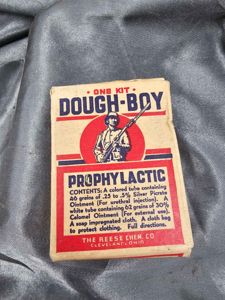 • ONE KIT •
DOUGH-BOY
PROPHYLACTIC
CONTENTS: A colored tube containing
46 grains of .25 to .5% Silver Picrate
Ointment (For urethral injection). A
white tube containing 62 grains of 30%
Calomel Ointment (For external use).
A soap impregnated cloth. A cloth bag
to protect clothing. Full directions.
THE REESE CHEM. CO
CLEVELAND, OHIO